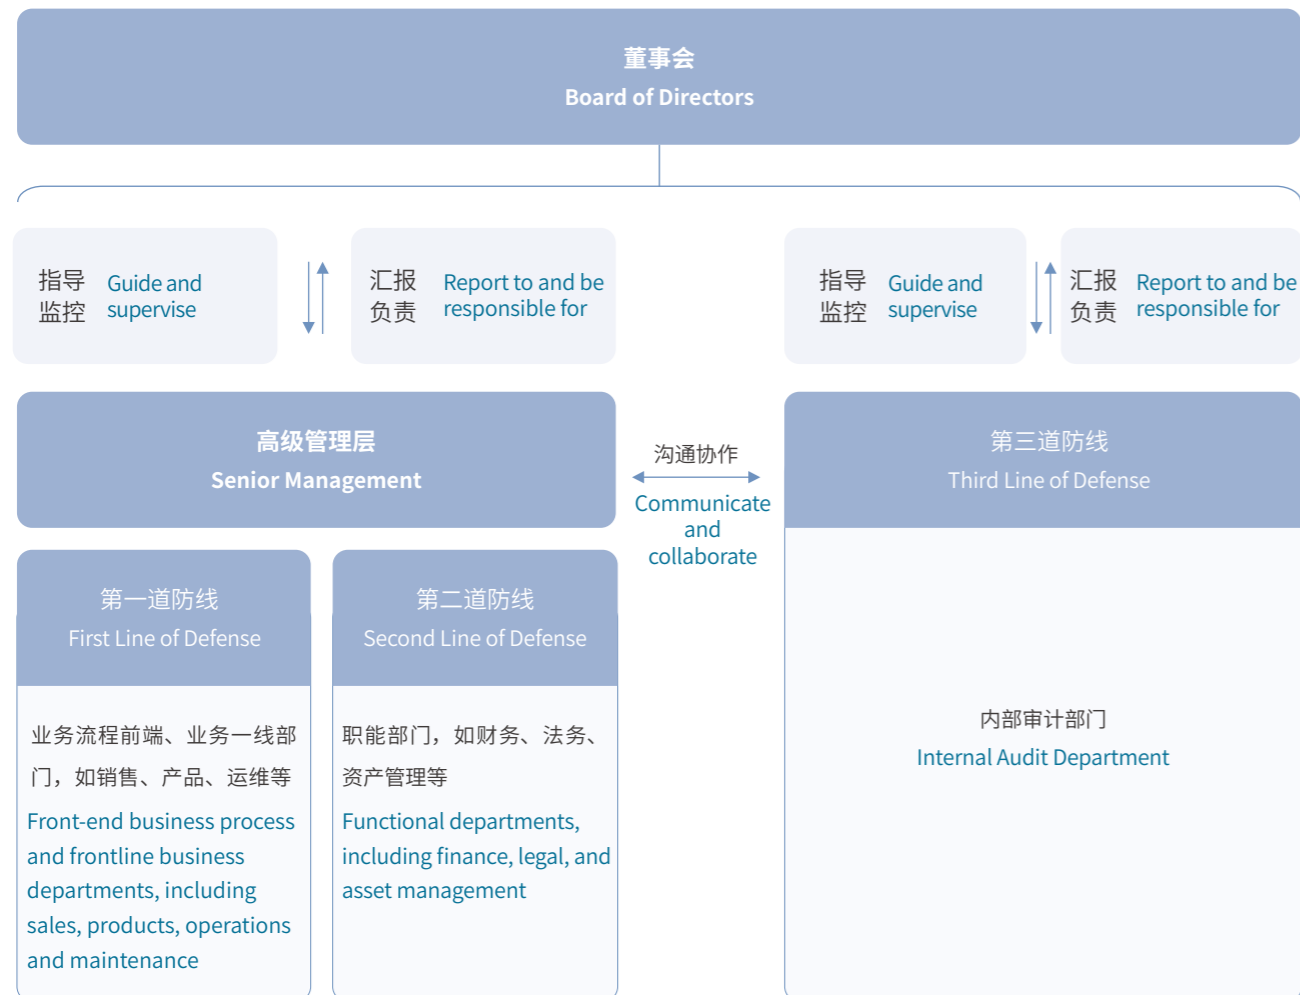 董事会
Board of Directors
指导
监控
Guide and
supervise
汇报
负责
Report to and be
responsible for
指导
监控
Guide and
supervise
汇报
负责
Report to and be
responsible for
高级管理层
Senior Management
沟通协作
Communicate
and
collaborate
第三道防线
Third Line of Defense
第一道防线
First Line of Defense
第二道防线
Second Line of Defense
业务流程前端、业务一线部
门，如销售、产品、运维等
Front-end business process
and frontline business
departments, including
sales, products, operations
and maintenance
职能部门，如财务、法务、
资产管理等
Functional departments,
including finance, legal, and
asset management
内部审计部门
Internal Audit Department